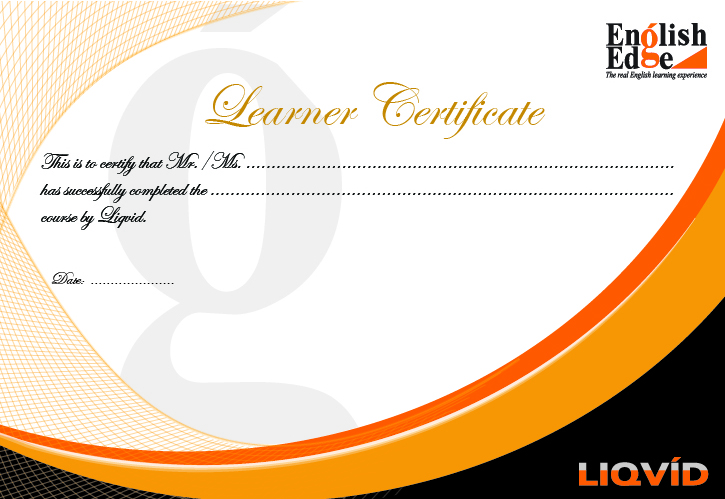 English
Edge
The real English learning experience
Learner Certificate
This is to certify that Mr. /Ms. ................................................................................
has successfully completed the .......................................................................................
course by Liqvid.
Date: .....................
LIQVÍD